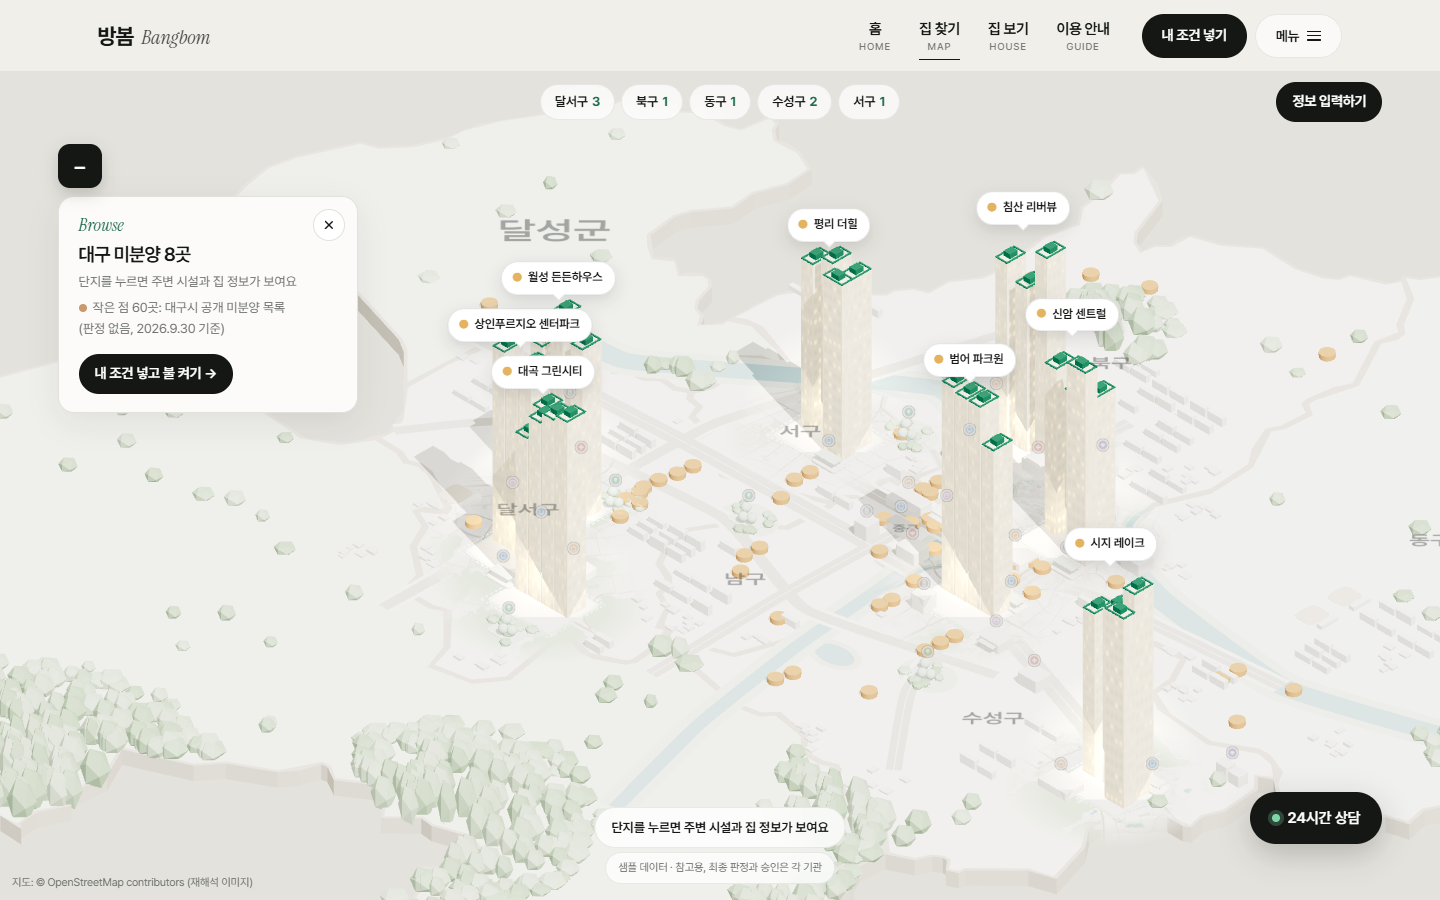 방봄 Bangbom
홈
HOME
집 찾기
MAP
집 보기
HOUSE
이용 안내
GUIDE
내 조건 넣기
메뉴
달서구 3
북구 1
동구 1
수성구 2
서구 1
정보 입력하기
Browse
대구 미분양 8곳
단지를 누르면 주변 시설과 집 정보가 보여요
작은 점 60곳: 대구시 공개 미분양 목록
(판정 없음, 2026.9.30 기준)
내 조건 넣고 불 켜기 →
달성군
평리 더힐
침산 리버뷰
월성 든든하우스
상인푸르지오 센터파크
대곡 그린시티
신암 센트럴
범어 파크원
북구
서구
달서구
중구
동구
시지 레이크
남구
수성구
단지를 누르면 주변 시설과 집 정보가 보여요
샘플 데이터 · 참고용, 최종 판정과 승인은 각 기관
24시간 상담
지도: © OpenStreetMap contributors (재해석 이미지)